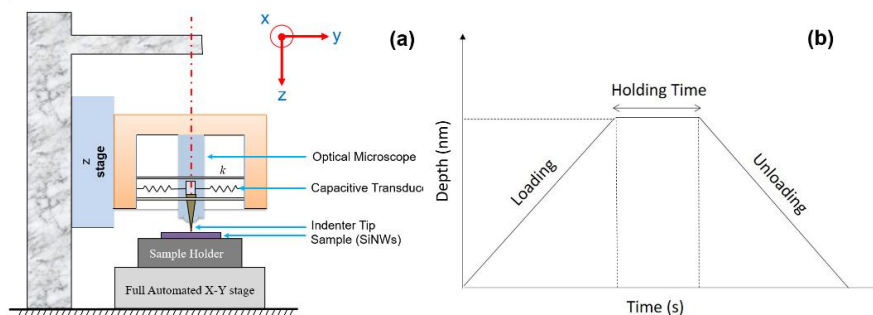 (a)
x
y
z
z
stage
k
Optical Microscope
Capacitive Transduce
Indenter Tip
Sample (SiNWs)
Sample Holder
Full Automated X-Y stage
(b)
Holding Time
Depth (nm)
Loading
Unloading
Time (s)